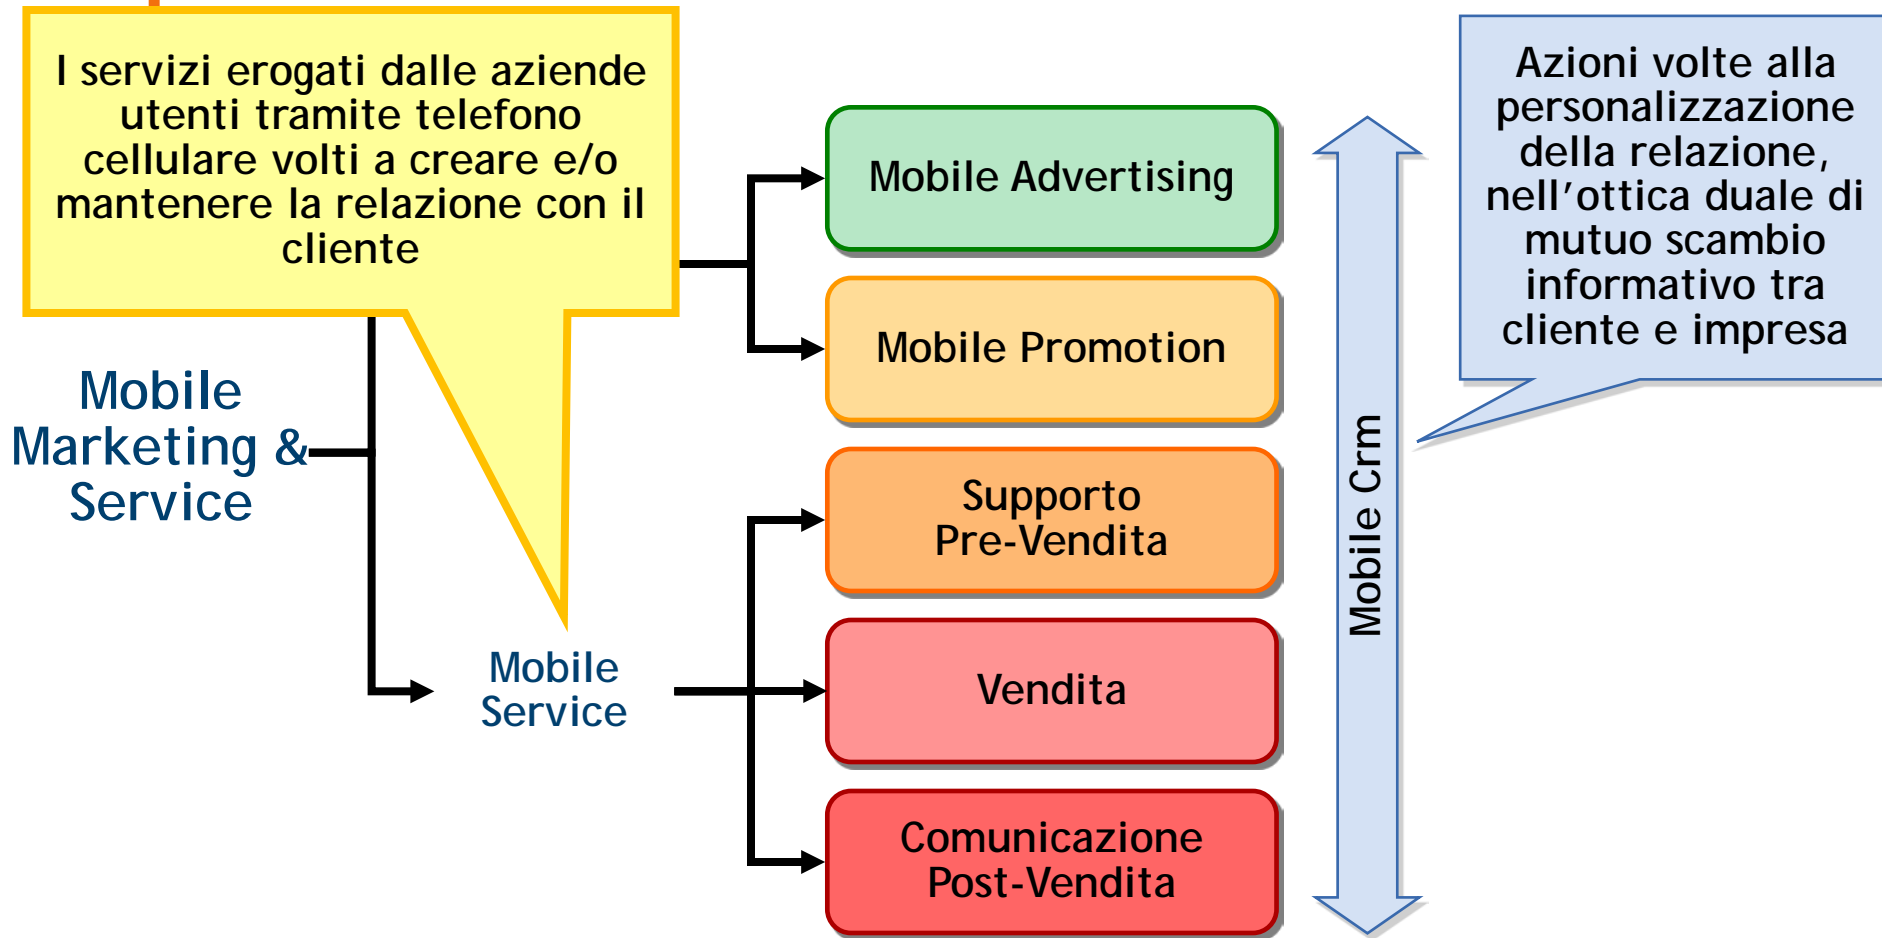 I servizi erogati dalle aziende
utenti tramite telefono
cellulare volti a creare e/o
mantenere la relazione con il
cliente
Mobile
Marketing &
Service
Mobile
Service
Mobile Advertising
Mobile Promotion
Supporto
Pre-Vendita
Vendita
Comunicazione
Post-Vendita
Mobile Crm
Azioni volte alla
personalizzazione
della relazione,
nell'ottica duale di
mutuo scambio
informativo tra
cliente e impresa